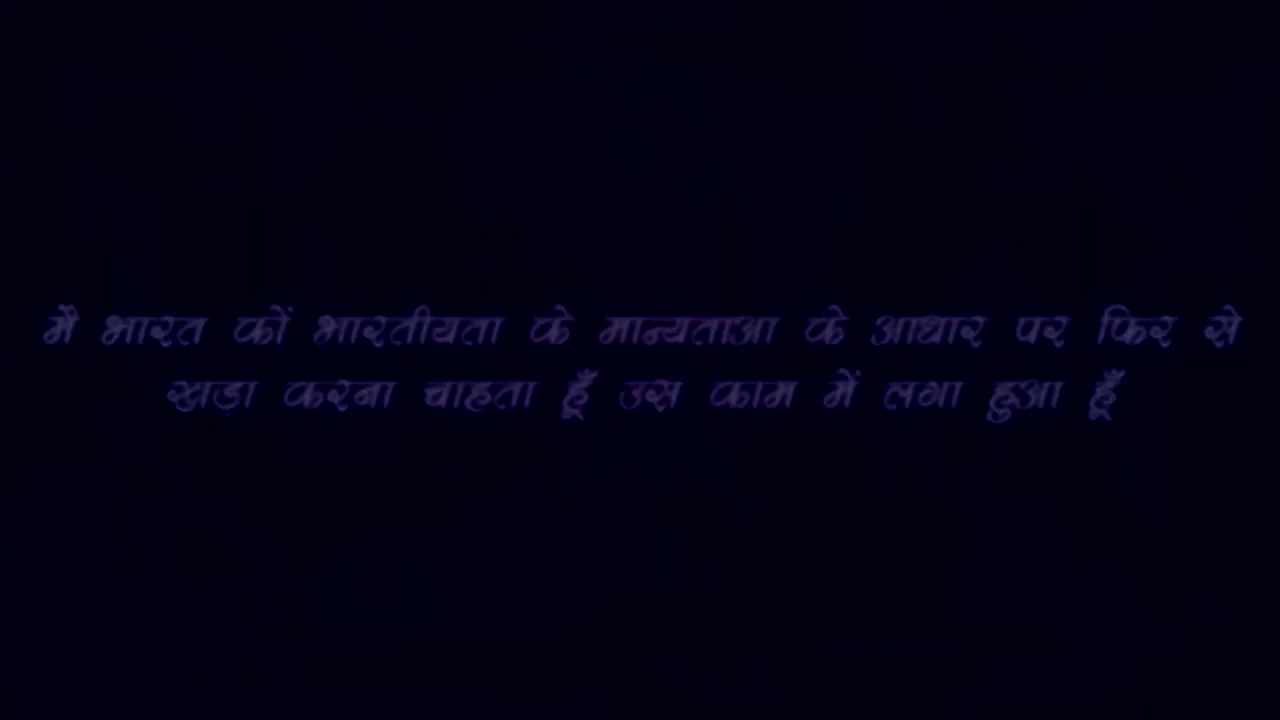 मै भारत कों भारतीयता के मान्यताआ के आधार पर फिर से
खड़ा करना चाहता हूँ उस काम में लगा हुआ हूँ